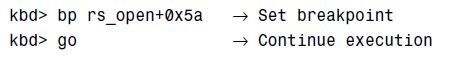 kbd> bp rs_open+0x5a → Set breakpoint
kbd> go → Continue execution